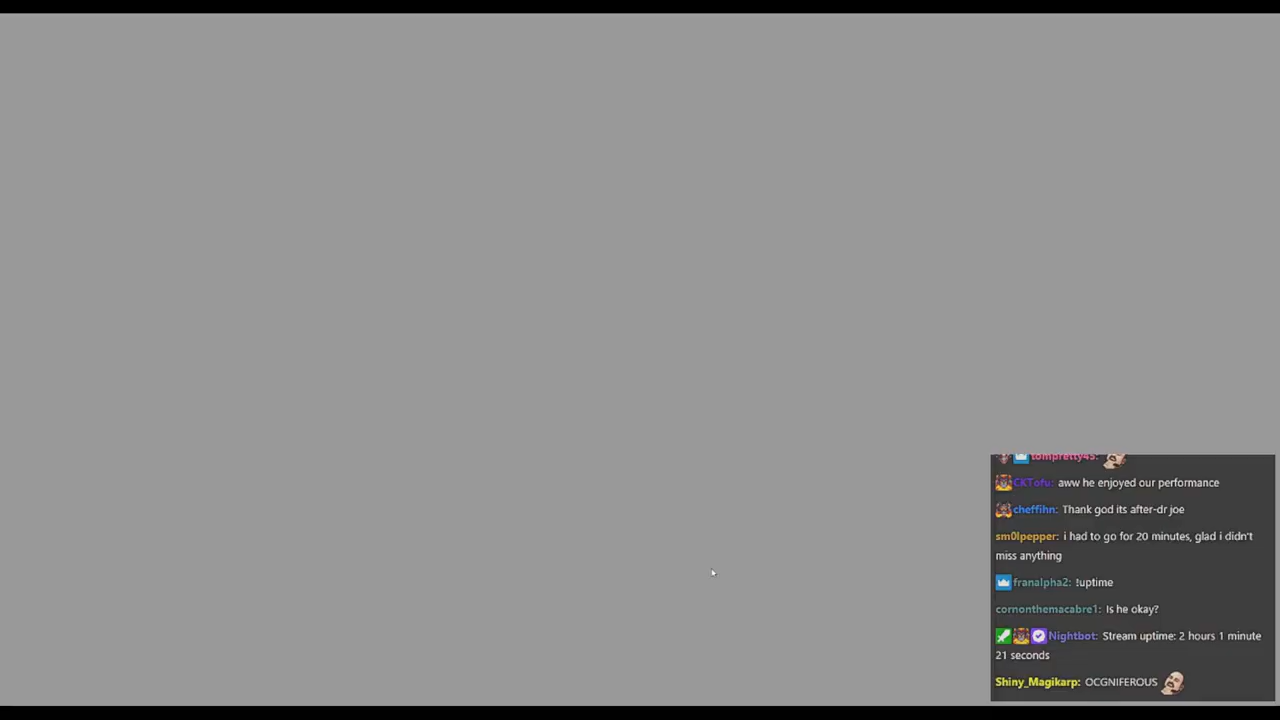 tompretty45:
CKTofu: aww he enjoyed our performance
cheffihn: Thank god its after-dr joe
sm0lpepper: i had to go for 20 minutes, glad i didn't
miss anything
franalpha2: !uptime
cornonthemacabre1: Is he okay?
Nightbot: Stream uptime: 2 hours 1 minute
21 seconds
Shiny_Magikarp: OCGNIFEROUS